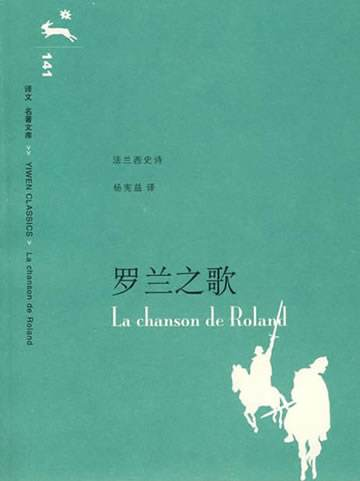 141
译文 名著文库 >> YIWEN CLASSICS > La chanson de Roland
法兰西史诗
杨宪益 译
罗兰之歌
La chanson de Roland